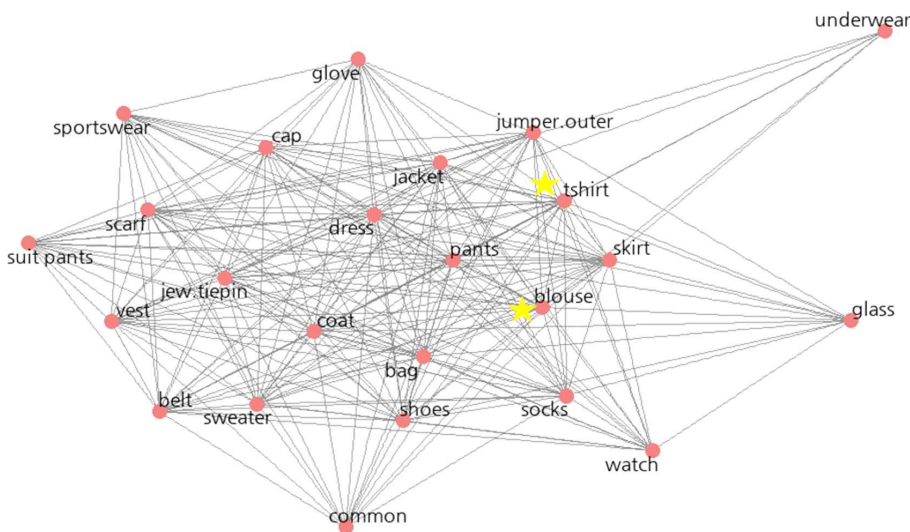 underwear
glove
jumper.outer
sportswear
cap
jacket
tshirt
scarf
dress
suit pants
pants
skirt
jew.tiepin
vest
blouse
coat
glass
bag
belt
sweater
shoes
socks
watch
common